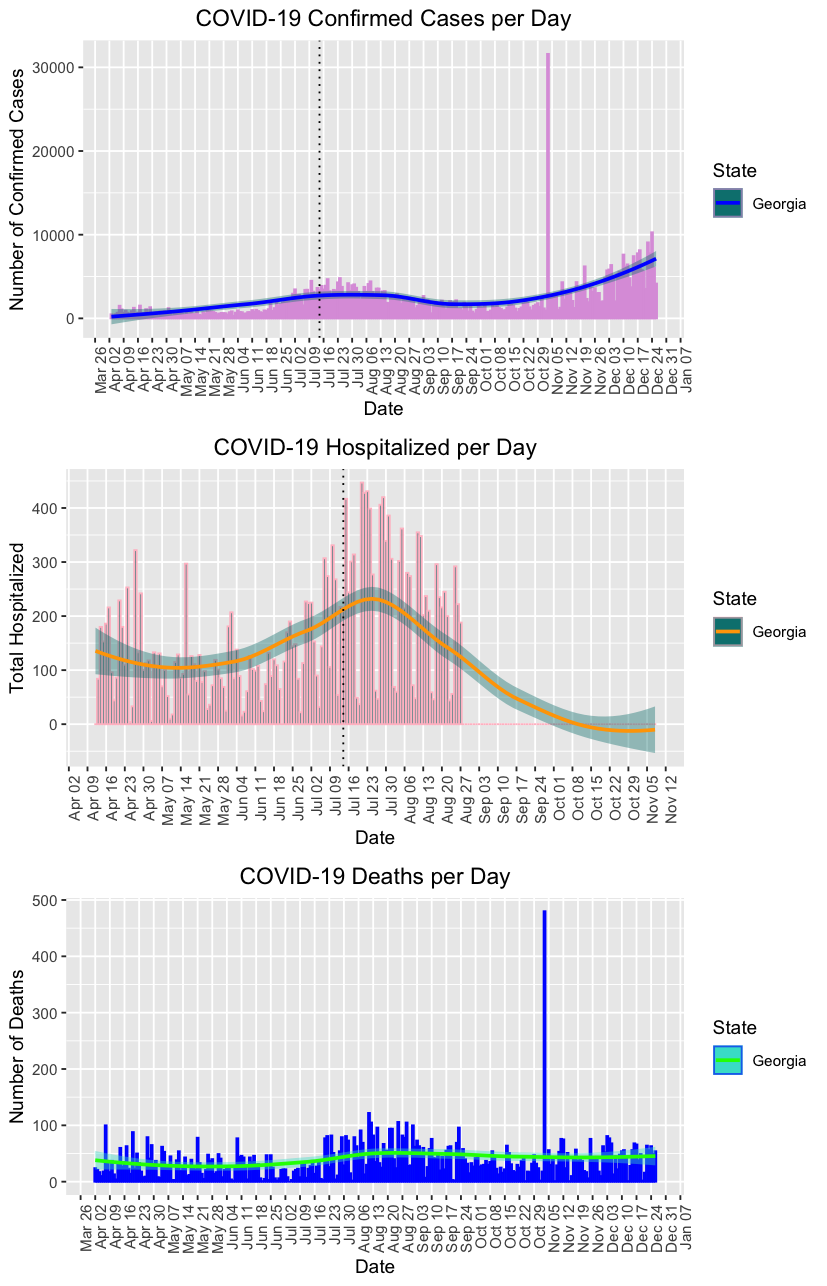 COVID-19 Confirmed Cases per Day
Number of Confirmed Cases
30000
20000
10000
0
Mar 26
Apr 02
Apr 09
Apr 16
Apr 23
Apr 30
May 07
May 14
May 21
May 28
Jun 04
Jun 11
Jun 18
Jun 25
Jul 02
Jul 09
Jul 16
Jul 23
Jul 30
Aug 06
Aug 13
Aug 20
Aug 27
Sep 03
Sep 10
Sep 17
Sep 24
Oct 01
Oct 08
Oct 15
Oct 22
Oct 29
Nov 05
Nov 12
Nov 19
Nov 26
Dec 03
Dec 10
Dec 17
Dec 24
Dec 31
Jan 07
Date
State
Georgia
COVID-19 Hospitalized per Day
Total Hospitalized
400
300
200
100
0
Apr 02
Apr 09
Apr 16
Apr 23
Apr 30
May 07
May 14
May 21
May 28
Jun 04
Jun 11
Jun 18
Jun 25
Jul 02
Jul 09
Jul 16
Jul 23
Jul 30
Aug 06
Aug 13
Aug 20
Aug 27
Sep 03
Sep 10
Sep 17
Sep 24
Oct 01
Oct 08
Oct 15
Oct 22
Oct 29
Nov 05
Nov 12
Date
State
Georgia
COVID-19 Deaths per Day
Number of Deaths
500
400
300
200
100
0
Mar 26
Apr 02
Apr 09
Apr 16
Apr 23
Apr 30
May 07
May 14
May 21
May 28
Jun 04
Jun 11
Jun 18
Jun 25
Jul 02
Jul 09
Jul 16
Jul 23
Jul 30
Aug 06
Aug 13
Aug 20
Aug 27
Sep 03
Sep 10
Sep 17
Sep 24
Oct 01
Oct 08
Oct 15
Oct 22
Oct 29
Nov 05
Nov 12
Nov 19
Nov 26
Dec 03
Dec 10
Dec 17
Dec 24
Dec 31
Jan 07
Date
State
Georgia